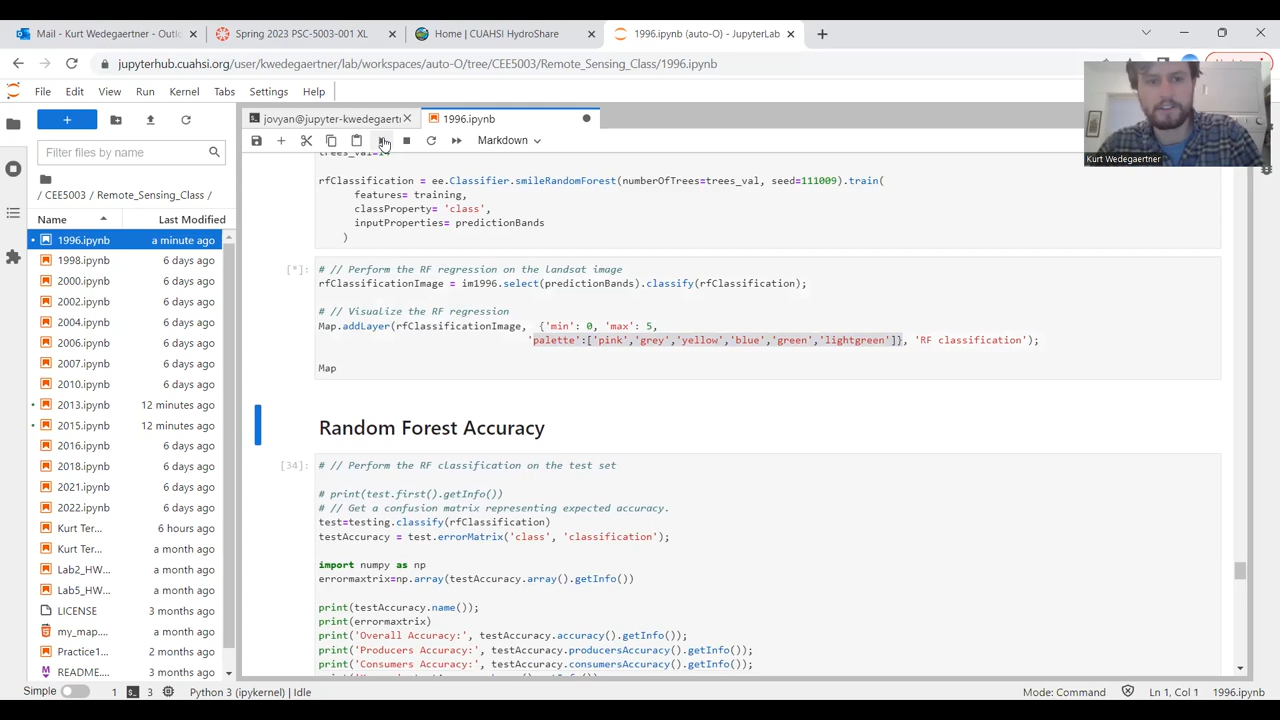 Mail - Kurt Wedegaertner - Outlo
Spring 2023 PSC-5003-001 XL
Home | CUAHSI HydroShare
1996.ipynb (auto-O) - JupyterLab
jupyterhub.cuahsi.org/user/kwedegaertner/lab/workspaces/auto-O/tree/CEE5003/Remote_Sensing_Class/1996.ipynb
File Edit View Run Kernel Tabs Settings Help
jovyan@jupyter-kwedegaertn
1996.ipynb
Markdown
Kurt Wedegaertner
Filter files by name
/ CEE5003 / Remote_Sensing_Class /
Name Last Modified
1996.ipynb a minute ago
1998.ipynb 6 days ago
2000.ipynb 6 days ago
2002.ipynb 6 days ago
2004.ipynb 6 days ago
2006.ipynb 6 days ago
2007.ipynb 6 days ago
2010.ipynb 6 days ago
2013.ipynb 12 minutes ago
2015.ipynb 12 minutes ago
2016.ipynb 6 days ago
2018.ipynb 6 days ago
2021.ipynb 6 days ago
2022.ipynb 6 days ago
Kurt Ter... 6 hours ago
Kurt Ter... a month ago
Lab2_HW... a month ago
Lab5_HW... a month ago
LICENSE 3 months ago
my_map.... a month ago
Practice1... 2 months ago
README.... 3 months ago
rfClassification = ee.Classifier.smileRandomForest(numberOfTrees=trees_val, seed=111009).train(
features= training,
classProperty= 'class',
inputProperties= predictionBands
)
[*]:
# // Perform the RF regression on the landsat image
rfClassificationImage = im1996.select(predictionBands).classify(rfClassification);
# // Visualize the RF regression
Map.addLayer(rfClassificationImage, {'min': 0, 'max': 5,
'palette':['pink','grey','yellow','blue','green','lightgreen']}, 'RF classification');
Map
Random Forest Accuracy
[34]:
# // Perform the RF classification on the test set
# print(test.first().getInfo())
# // Get a confusion matrix representing expected accuracy.
test=testing.classify(rfClassification)
testAccuracy = test.errorMatrix('class', 'classification');
import numpy as np
errormaxtrix=np.array(testAccuracy.array().getInfo())
print(testAccuracy.name());
print(errormaxtrix)
print('Overall Accuracy:', testAccuracy.accuracy().getInfo());
print('Producers Accuracy:', testAccuracy.producersAccuracy().getInfo());
print('Consumers Accuracy:', testAccuracy.consumersAccuracy().getInfo());
Simple 1 3 Python 3 (ipykernel) | Idle
Mode: Command Ln 1, Col 1 1996.ipynb